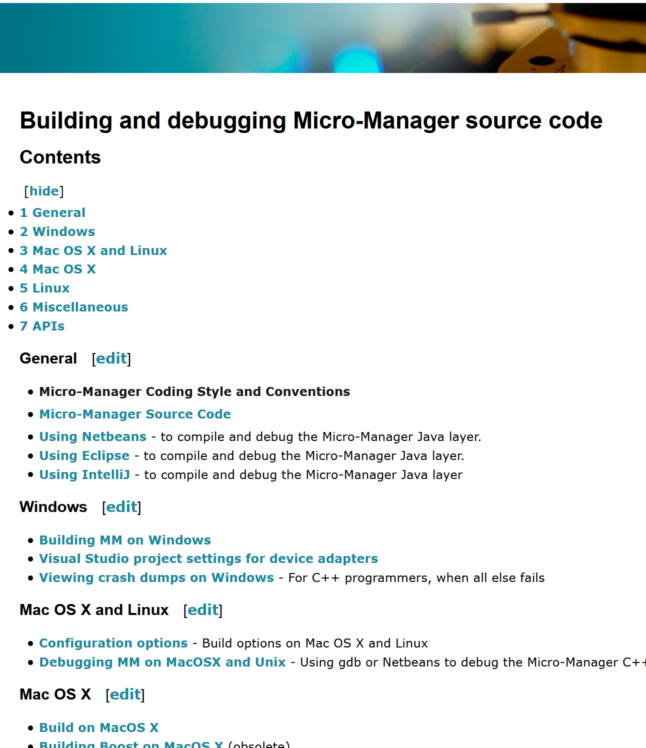 Building and debugging Micro-Manager source code
Contents
[hide]
1 General
2 Windows
3 Mac OS X and Linux
4 Mac OS X
5 Linux
6 Miscellaneous
7 APIs
General [edit]
Micro-Manager Coding Style and Conventions
Micro-Manager Source Code
Using Netbeans - to compile and debug the Micro-Manager Java layer.
Using Eclipse - to compile and debug the Micro-Manager Java layer.
Using IntelliJ - to compile and debug the Micro-Manager Java layer
Windows [edit]
Building MM on Windows
Visual Studio project settings for device adapters
Viewing crash dumps on Windows - For C++ programmers, when all else fails
Mac OS X and Linux [edit]
Configuration options - Build options on Mac OS X and Linux
Debugging MM on MacOSX and Unix - Using gdb or Netbeans to debug the Micro-Manager C++
Mac OS X [edit]
Build on MacOS X
Building Boost on MacOS X (obsolete)